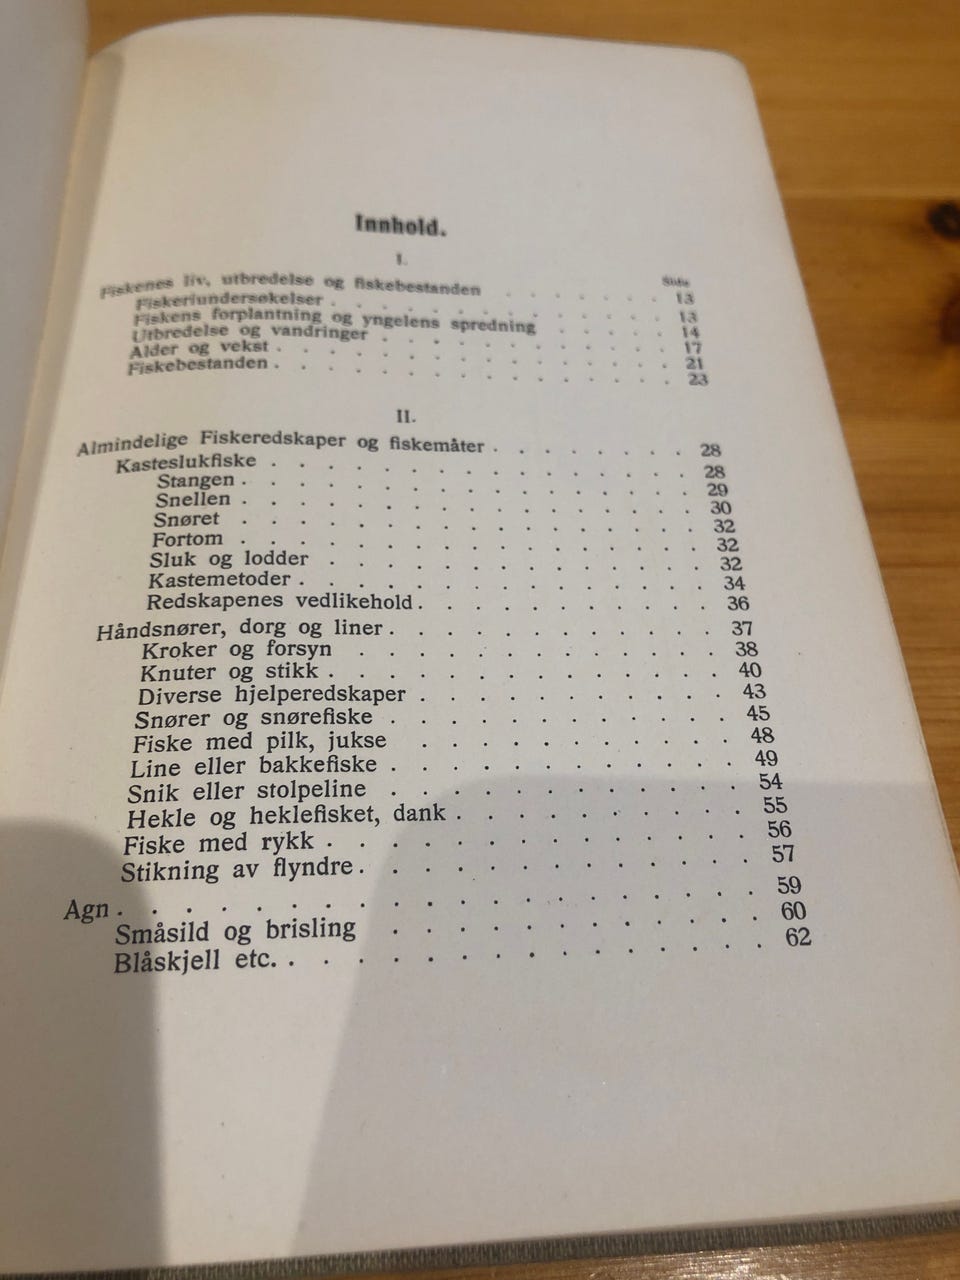 Innhold.
I.
Side
Fiskenes liv, utbredelse og fiskebestanden . . . . . . 13
Fiskeriundersøkelser . . . . . . . . . . . . 13
Fiskens forplantning og yngelens spredning . . . . . 14
Utbredelse og vandringer . . . . . . . . . . 17
Alder og vekst . . . . . . . . . . . . . 21
Fiskebestanden . . . . . . . . . . . . . 23
II.
Almindelige Fiskeredskaper og fiskemåter . . . . . . . 28
Kasteslukfiske . . . . . . . . . . . . . 28
Stangen . . . . . . . . . . . . . . 29
Snellen . . . . . . . . . . . . . . 30
Snøret . . . . . . . . . . . . . . 32
Fortom . . . . . . . . . . . . . . 32
Sluk og lodder . . . . . . . . . . . . 32
Kastemetoder . . . . . . . . . . . . . 34
Redskapenes vedlikehold . . . . . . . . . 36
Håndsnører, dorg og liner . . . . . . . . . . . 37
Kroker og forsyn . . . . . . . . . . . . 38
Knuter og stikk . . . . . . . . . . . . . 40
Diverse hjelperedskaper . . . . . . . . . . 43
Snører og snørefiske . . . . . . . . . . . 45
Fiske med pilk, jukse . . . . . . . . . . 48
Line eller bakkefiske . . . . . . . . . . . 49
Snik eller stolpeline . . . . . . . . . . . 54
Hekle og heklefisket, dank . . . . . . . . . 55
Fiske med rykk . . . . . . . . . . . . . 56
Stikning av flyndre . . . . . . . . . . . . 57
Agn . . . . . . . . . . . . . . . . 59
Småsild og brisling . . . . . . . . . . . 60
Blåskjell etc. . . . . . . . . . . . . . 62